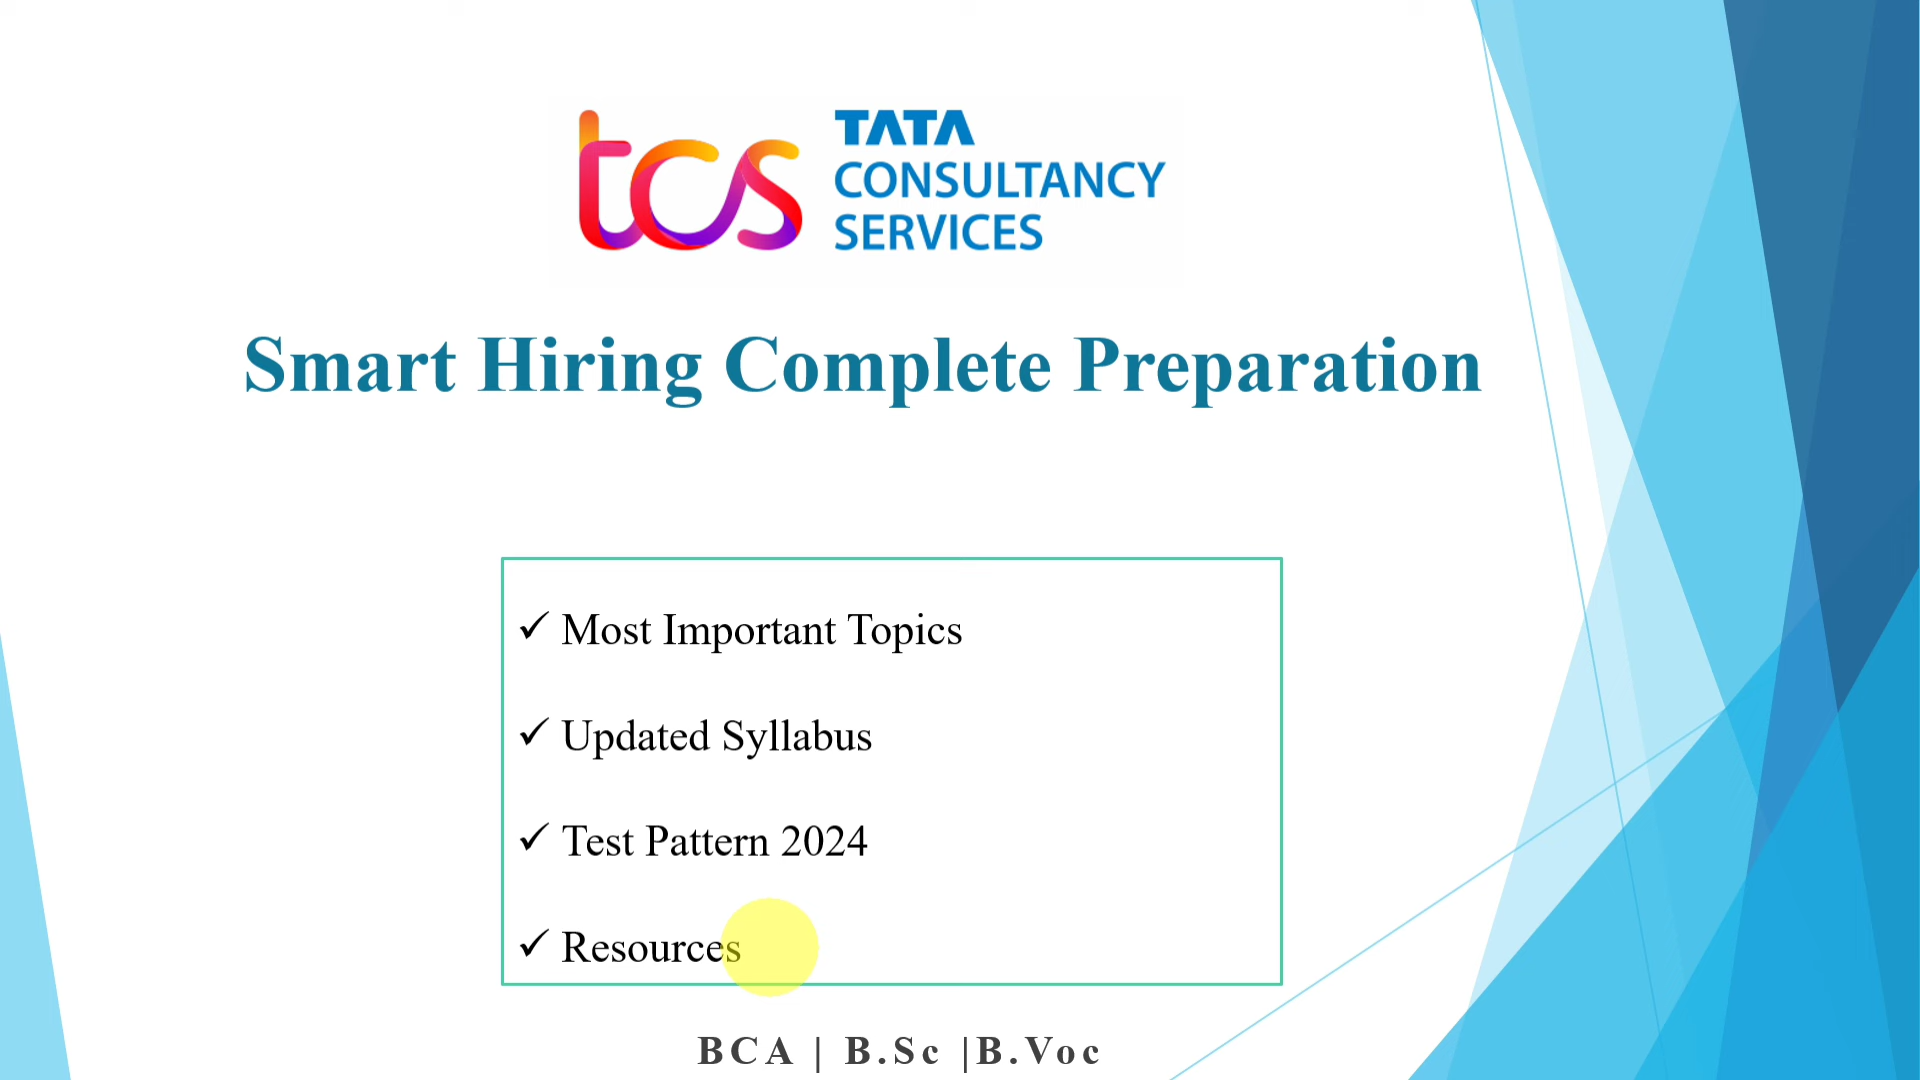 tcs TATA
CONSULTANCY
SERVICES
Smart Hiring Complete Preparation
✓ Most Important Topics
✓ Updated Syllabus
✓ Test Pattern 2024
✓ Resources
BCA | B.Sc |B.Voc